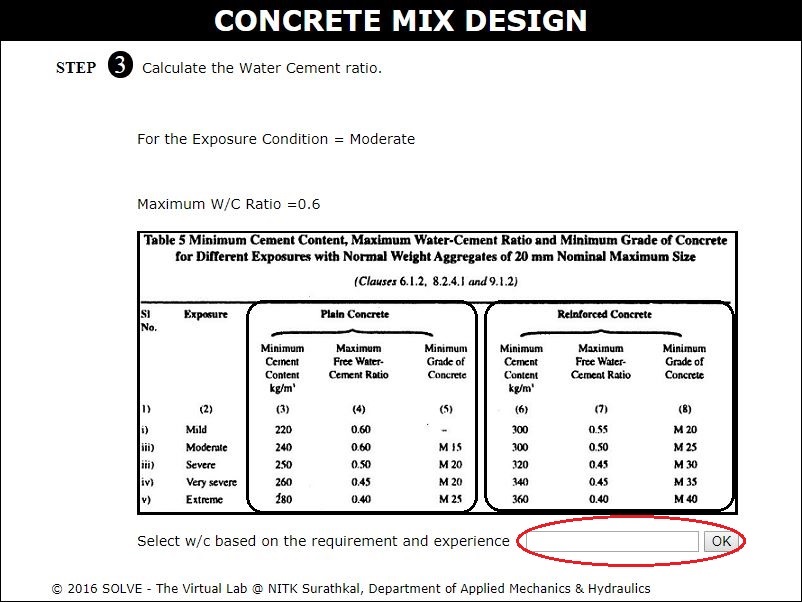 CONCRETE MIX DESIGN
STEP 3 Calculate the Water Cement ratio.
For the Exposure Condition = Moderate
Maximum W/C Ratio =0.6
Table 5 Minimum Cement Content, Maximum Water-Cement Ratio and Minimum Grade of Concrete
for Different Exposures with Normal Weight Aggregates of 20 mm Nominal Maximum Size
(Clauses 6.1.2, 8.2.4.1 and 9.1.2)
Sl Exposure Plain Concrete Reinforced Concrete
No.
Minimum Maximum Minimum Minimum Maximum Minimum
Cement Free Water- Grade of Cement Free Water- Grade of
Content Cement Ratio Concrete Content Cement Ratio Concrete
kg/m³ kg/m³
1) (2) (3) (4) (5) (6) (7) (8)
i) Mild 220 0.60 – 300 0.55 M 20
iii) Moderate 240 0.60 M 15 300 0.50 M 25
iii) Severe 250 0.50 M 20 320 0.45 M 30
iv) Very severe 260 0.45 M 20 340 0.45 M 35
v) Extreme 280 0.40 M 25 360 0.40 M 40
Select w/c based on the requirement and experience OK
© 2016 SOLVE - The Virtual Lab @ NITK Surathkal, Department of Applied Mechanics & Hydraulics